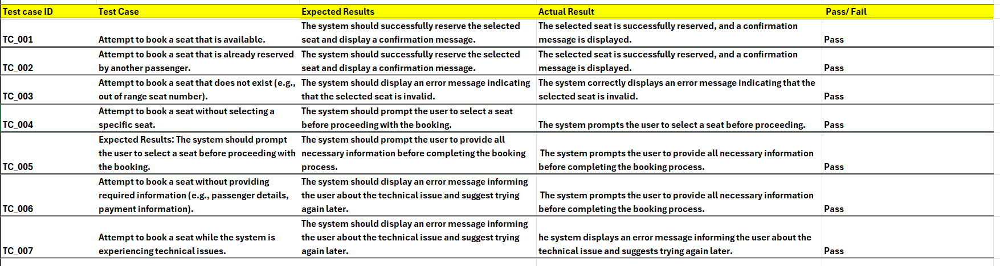 Test case ID Test Case Expected Results Actual Result Pass/ Fail
The system should successfully reserve the selected The selected seat is successfully reserved, and a confirmation
TC_001 Attempt to book a seat that is available. seat and display a confirmation message. message is displayed. Pass
Attempt to book a seat that is already reserved The system should successfully reserve the selected The selected seat is successfully reserved, and a confirmation
TC_002 by another passenger. seat and display a confirmation message. message is displayed. Pass
Attempt to book a seat that does not exist (e.g., The system should display an error message indicating The system correctly displays an error message indicating that the
TC_003 out of range seat number). that the selected seat is invalid. selected seat is invalid. Pass
Attempt to book a seat without selecting a The system should prompt the user to select a seat
TC_004 specific seat. before proceeding with the booking. The system prompts the user to select a seat before proceeding. Pass
Expected Results: The system should prompt The system should prompt the user to provide all
the user to select a seat before proceeding with necessary information before completing the booking The system prompts the user to provide all necessary information
TC_005 the booking. process. before completing the booking process. Pass
Attempt to book a seat without providing The system should display an error message informing
required information (e.g., passenger details, the user about the technical issue and suggest trying The system prompts the user to provide all necessary information
TC_006 payment information). again later. before completing the booking process. Pass
The system should display an error message informing
Attempt to book a seat while the system is the user about the technical issue and suggest trying he system displays an error message informing the user about the
TC_007 experiencing technical issues. again later. technical issue and suggests trying again later. Pass